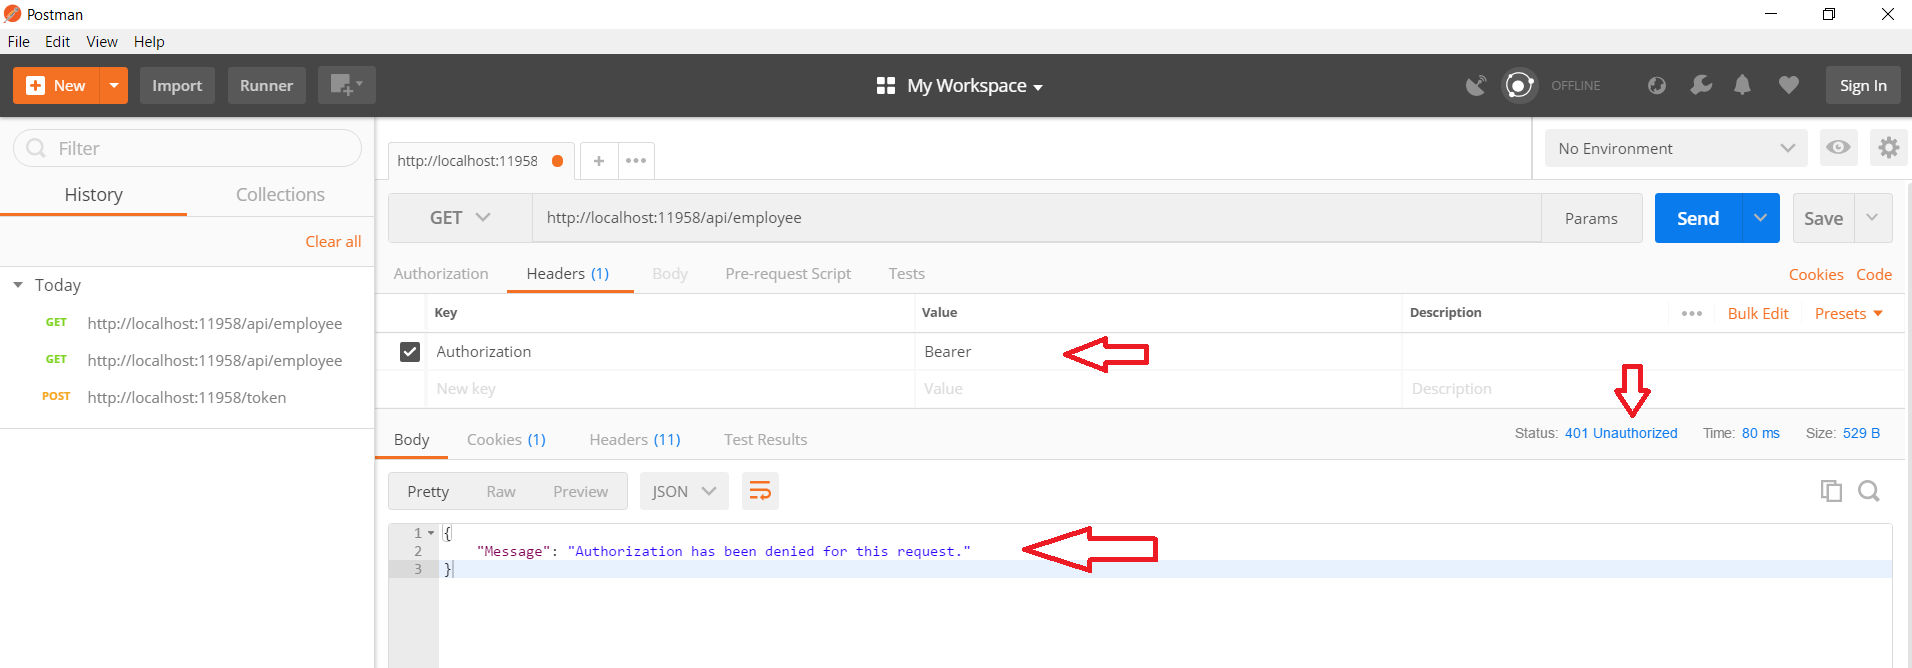 Postman
File Edit View Help
New Import Runner My Workspace OFFLINE Sign In
Filter
History Collections
Clear all
Today
GET http://localhost:11958/api/employee
GET http://localhost:11958/api/employee
POST http://localhost:11958/token
http://localhost:11958 + ••• No Environment
GET http://localhost:11958/api/employee Params Send Save
Authorization Headers (1) Body Pre-request Script Tests Cookies Code
Key Value Description ••• Bulk Edit Presets
Authorization Bearer
New key Value Description
Body Cookies (1) Headers (11) Test Results Status: 401 Unauthorized Time: 80 ms Size: 529 B
Pretty Raw Preview JSON
1 {
2 "Message": "Authorization has been denied for this request."
3 }